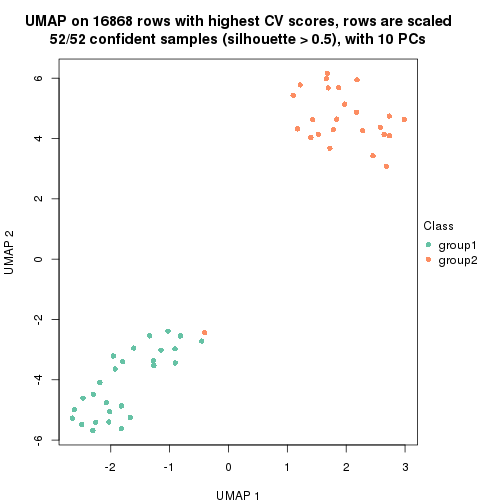 UMAP on 16868 rows with highest CV scores, rows are scaled
52/52 confident samples (silhouette > 0.5), with 10 PCs
6
4
2
0
-2
-4
-6
UMAP 2
-2
-1
0
1
2
3
UMAP 1
Class
group1
group2